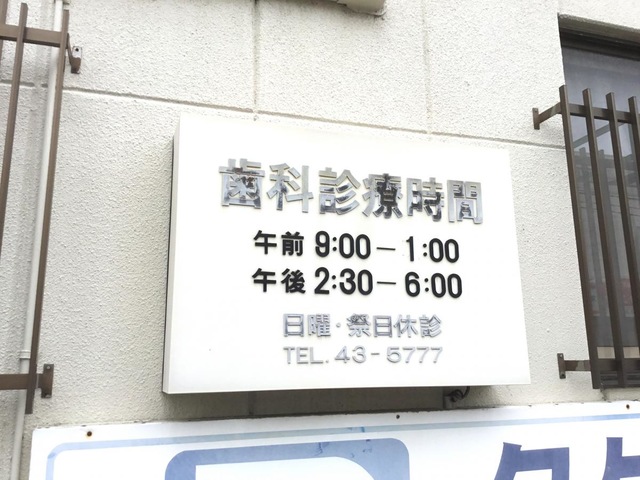 歯科診療時間
午前 9:00－1:00
午後 2:30－6:00
日曜・祭日休診
TEL. 43-5777